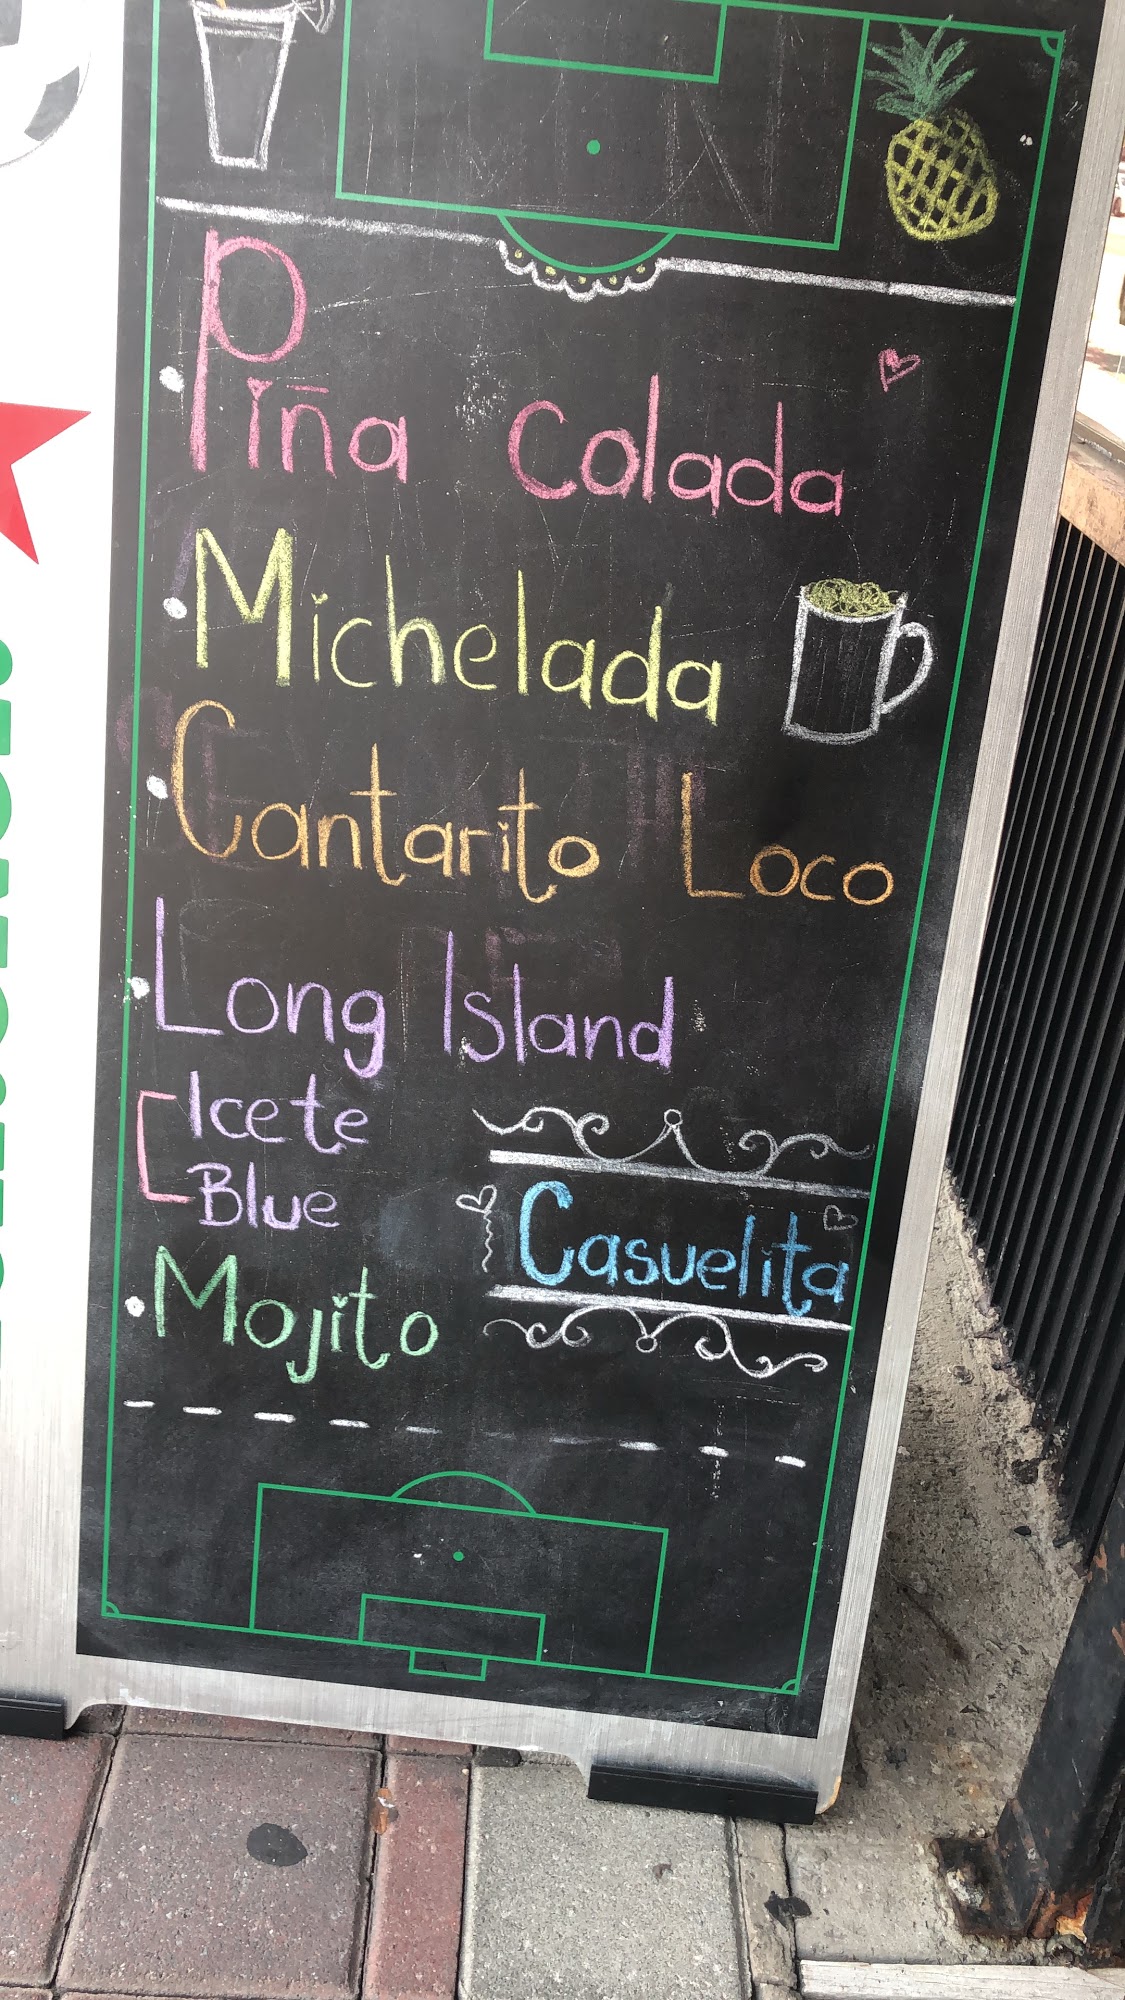 Piña Colada
Michelada
Cantarito Loco
Long Island
Icete
Blue
Casuelita
Mojito